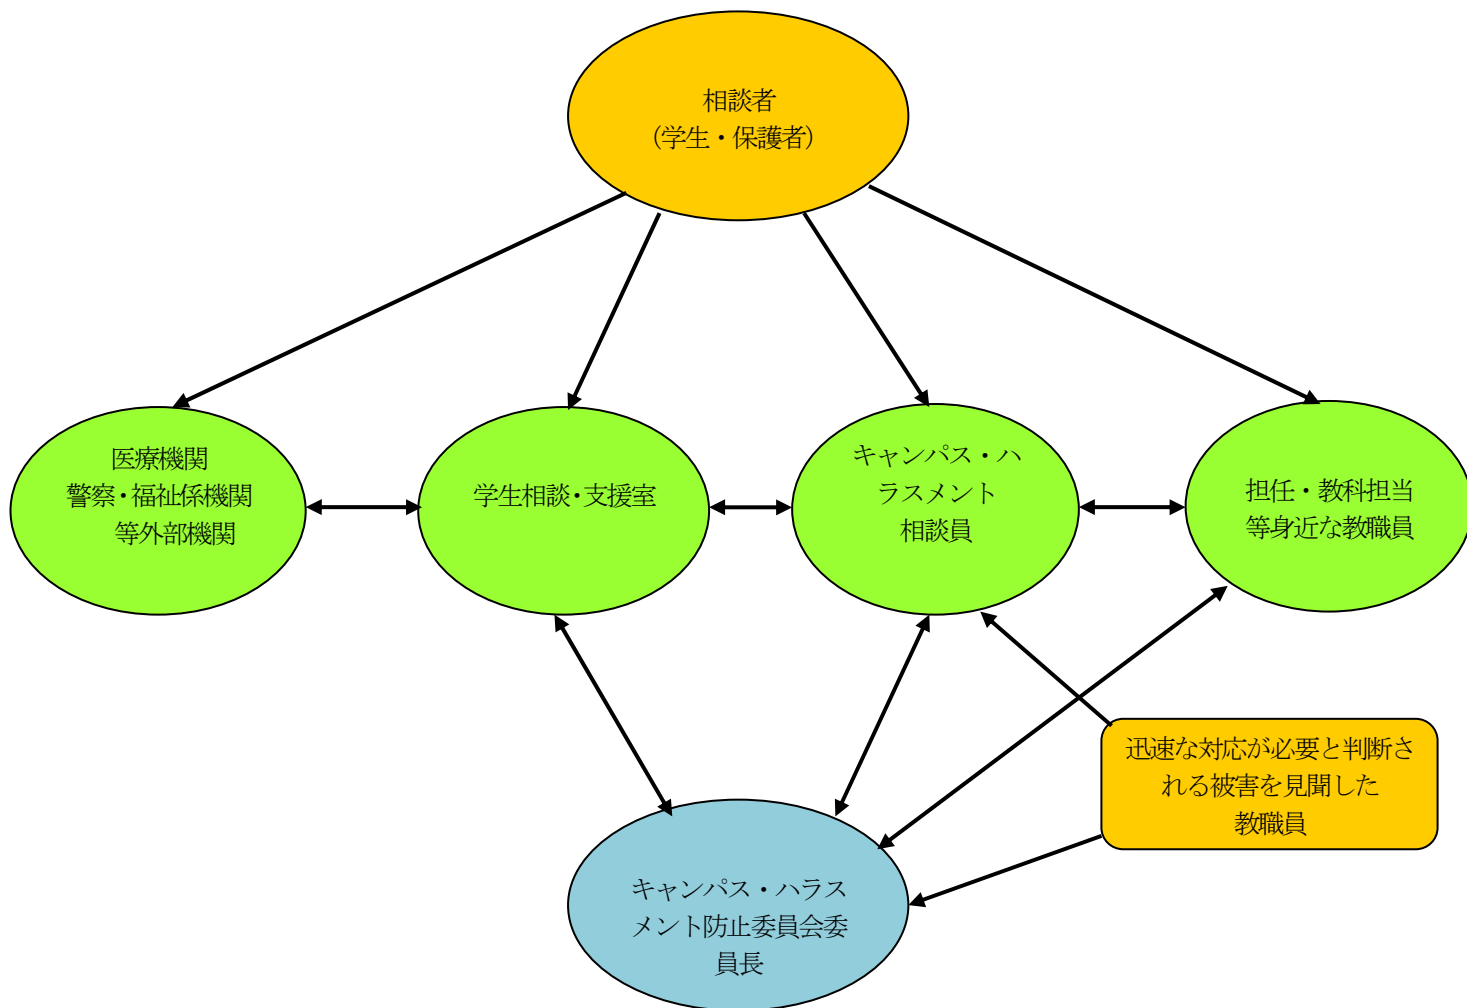 相談者
（学生・保護者）
医療機関
警察・福祉係機関
等外部機関
学生相談・支援室
キャンパス・ハ
ラスメント
相談員
担任・教科担当
等身近な教職員
迅速な対応が必要と判断さ
れる被害を見聞した
教職員
キャンパス・ハラス
メント防止委員会委
員長